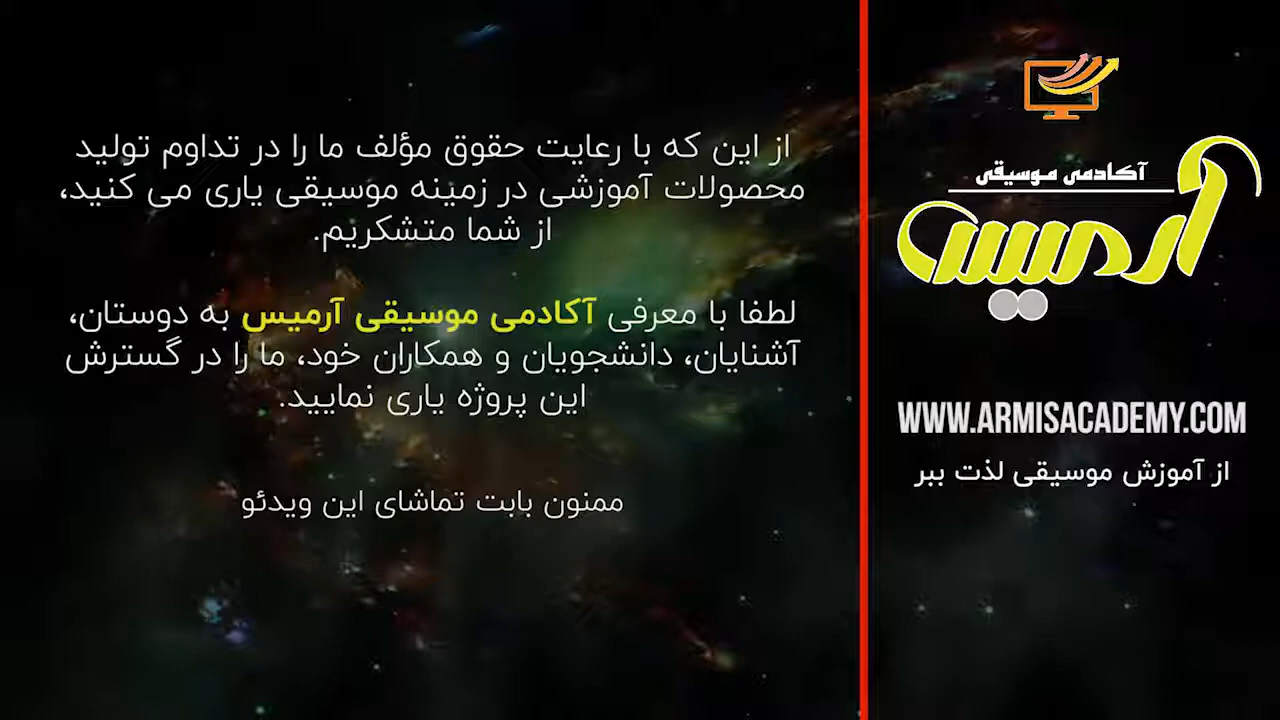 از این که با رعایت حقوق مؤلف ما را در تداوم تولید
محصولات آموزشی در زمینه موسیقی یاری می کنید،
از شما متشکریم.
لطفا با معرفی آکادمی موسیقی آرمیس به دوستان،
آشنایان، دانشجویان و همکاران خود، ما را در گسترش
این پروژه یاری نمایید.
ممنون بابت تماشای این ویدئو
آکادمی موسیقی
آرمیس
WWW.ARMISACADEMY.COM
از آموزش موسیقی لذت ببر